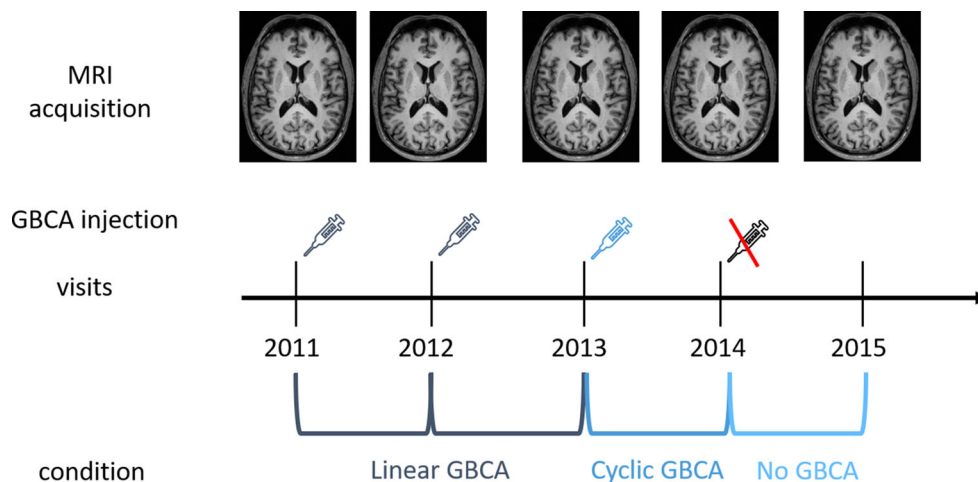 MRI
acquisition
GBCA injection
visits
2011 2012 2013 2014 2015
condition Linear GBCA Cyclic GBCA No GBCA